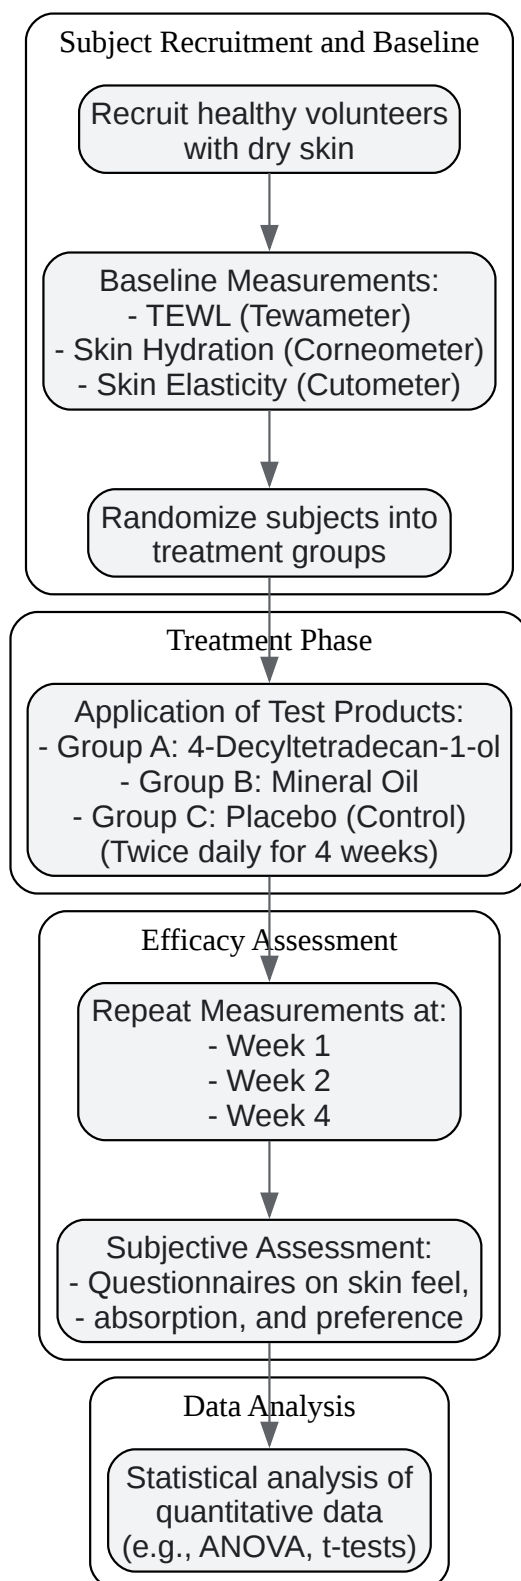 Subject Recruitment and Baseline
Recruit healthy volunteers
with dry skin
Baseline Measurements:
- TEWL (Tewameter)
- Skin Hydration (Corneometer)
- Skin Elasticity (Cutometer)
Randomize subjects into
treatment groups
Treatment Phase
Application of Test Products:
- Group A: 4-Decyltetradecan-1-ol
- Group B: Mineral Oil
- Group C: Placebo (Control)
(Twice daily for 4 weeks)
Efficacy Assessment
Repeat Measurements at:
- Week 1
- Week 2
- Week 4
Subjective Assessment:
- Questionnaires on skin feel,
- absorption, and preference
Data Analysis
Statistical analysis of
quantitative data
(e.g., ANOVA, t-tests)